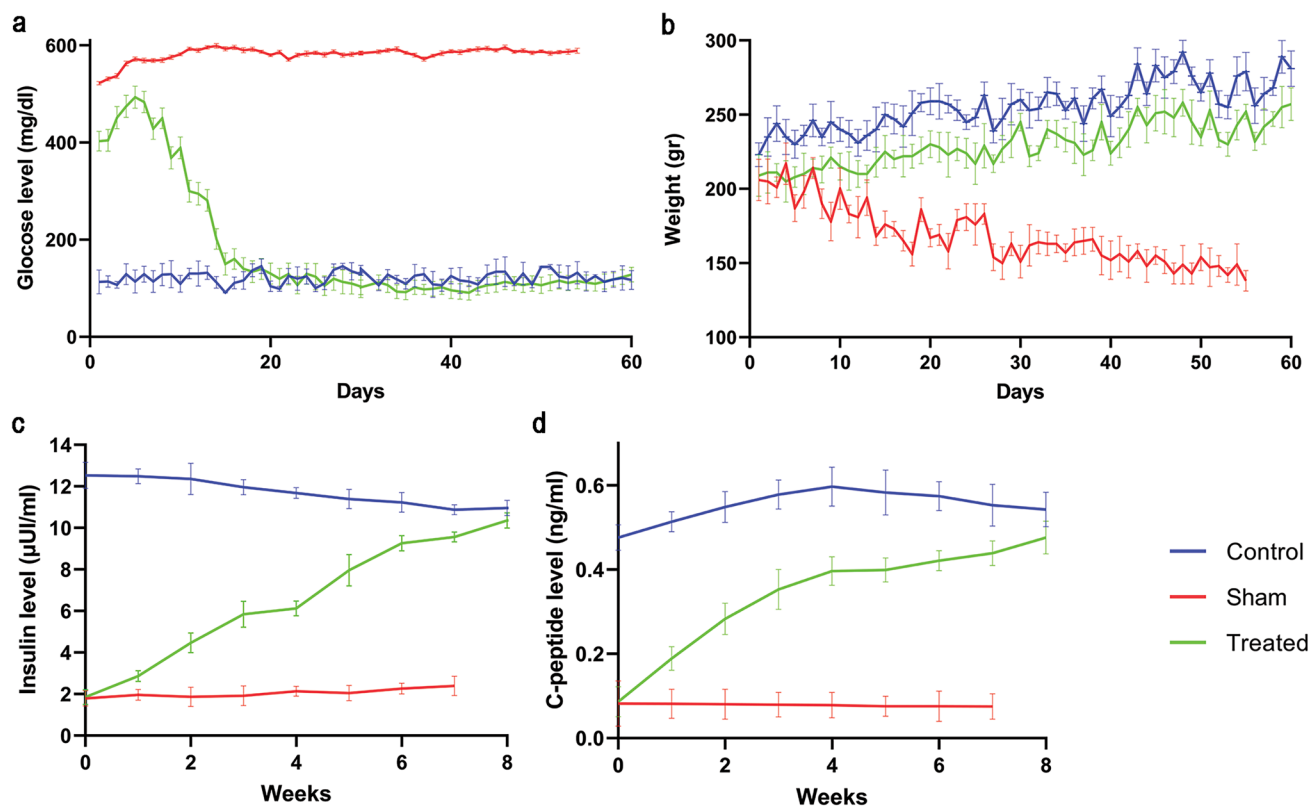 a
Glocose level (mg/dl)
600
400
200
0
0 20 40 60
Days
b
Weight (gr)
300
250
200
150
100
0 10 20 30 40 50 60
Days
c
Insulin level (µUI/ml)
14
12
10
8
6
4
2
0
0 2 4 6 8
Weeks
d
C-peptide level (ng/ml)
0.6
0.4
0.2
0.0
0 2 4 6 8
Weeks
Control
Sham
Treated